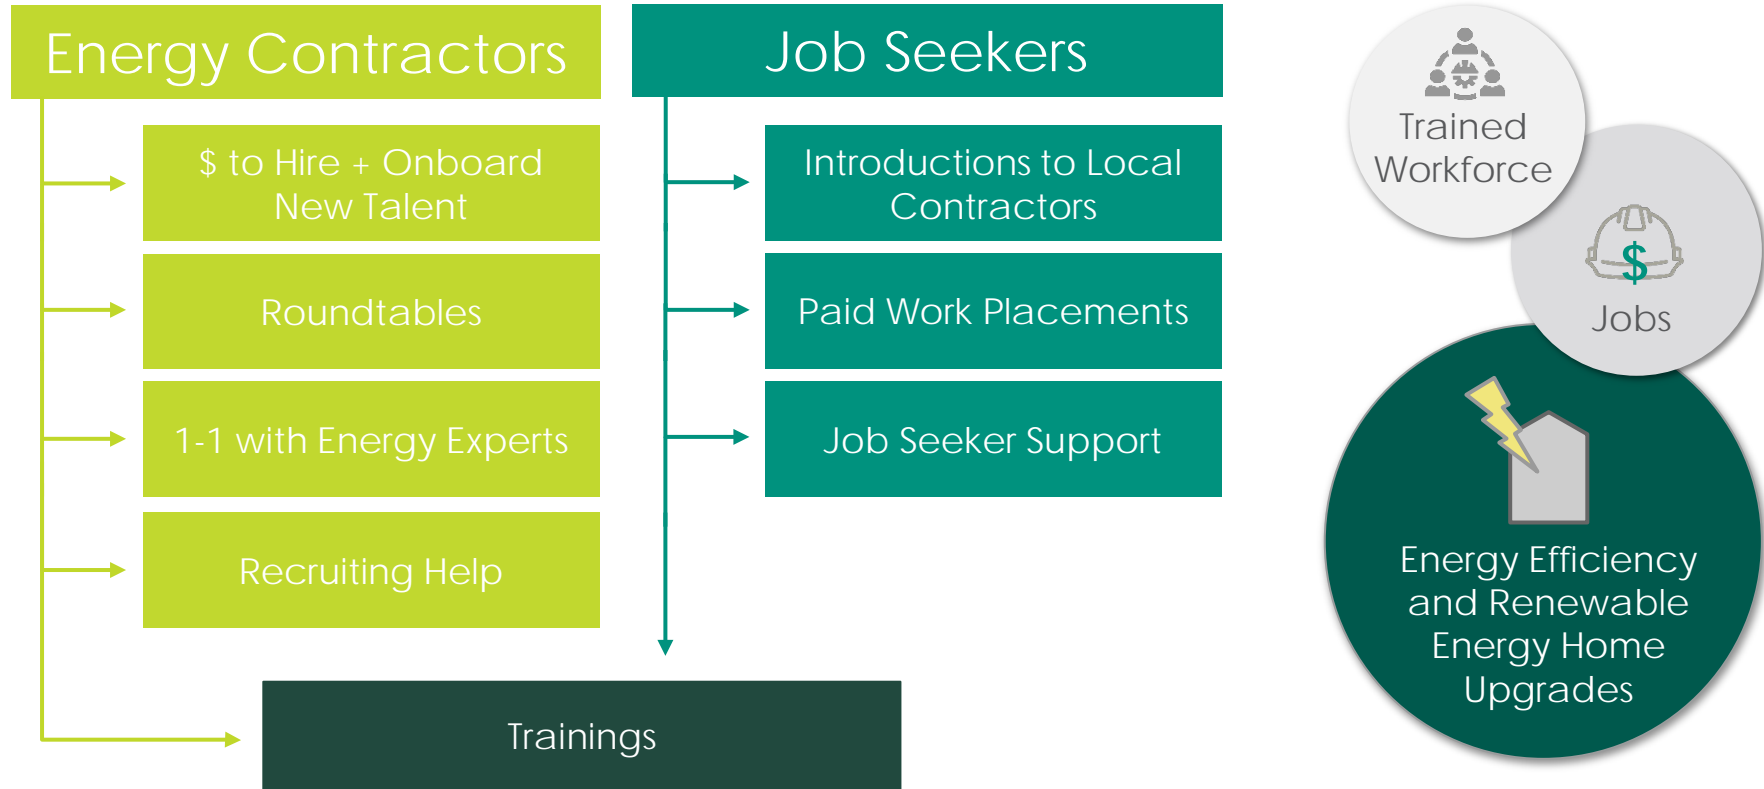 Energy Contractors
$ to Hire + Onboard
New Talent
Roundtables
1-1 with Energy Experts
Recruiting Help
Job Seekers
Introductions to Local
Contractors
Paid Work Placements
Job Seeker Support
Trainings
Trained
Workforce
$
Jobs
Energy Efficiency
and Renewable
Energy Home
Upgrades